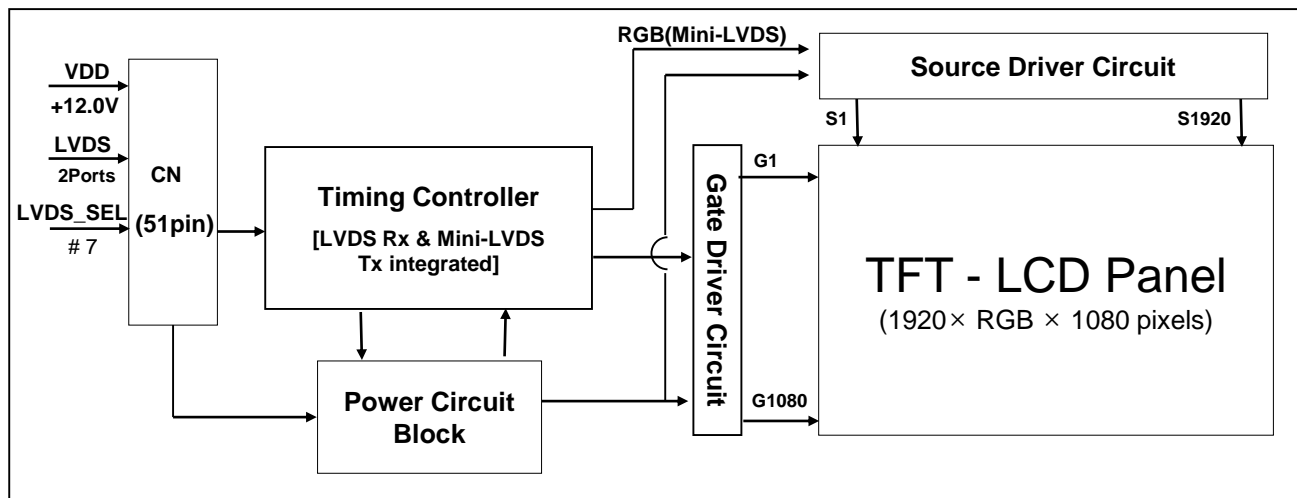 RGB(Mini-LVDS)
Source Driver Circuit
VDD
+12.0V
S1
S1920
LVDS
2Ports
CN
(51pin)
LVDS_SEL
# 7
Timing Controller
[LVDS Rx & Mini-LVDS
Tx integrated]
G1
Gate Driver Circuit
TFT - LCD Panel
(1920× RGB × 1080 pixels)
Power Circuit
Block
G1080